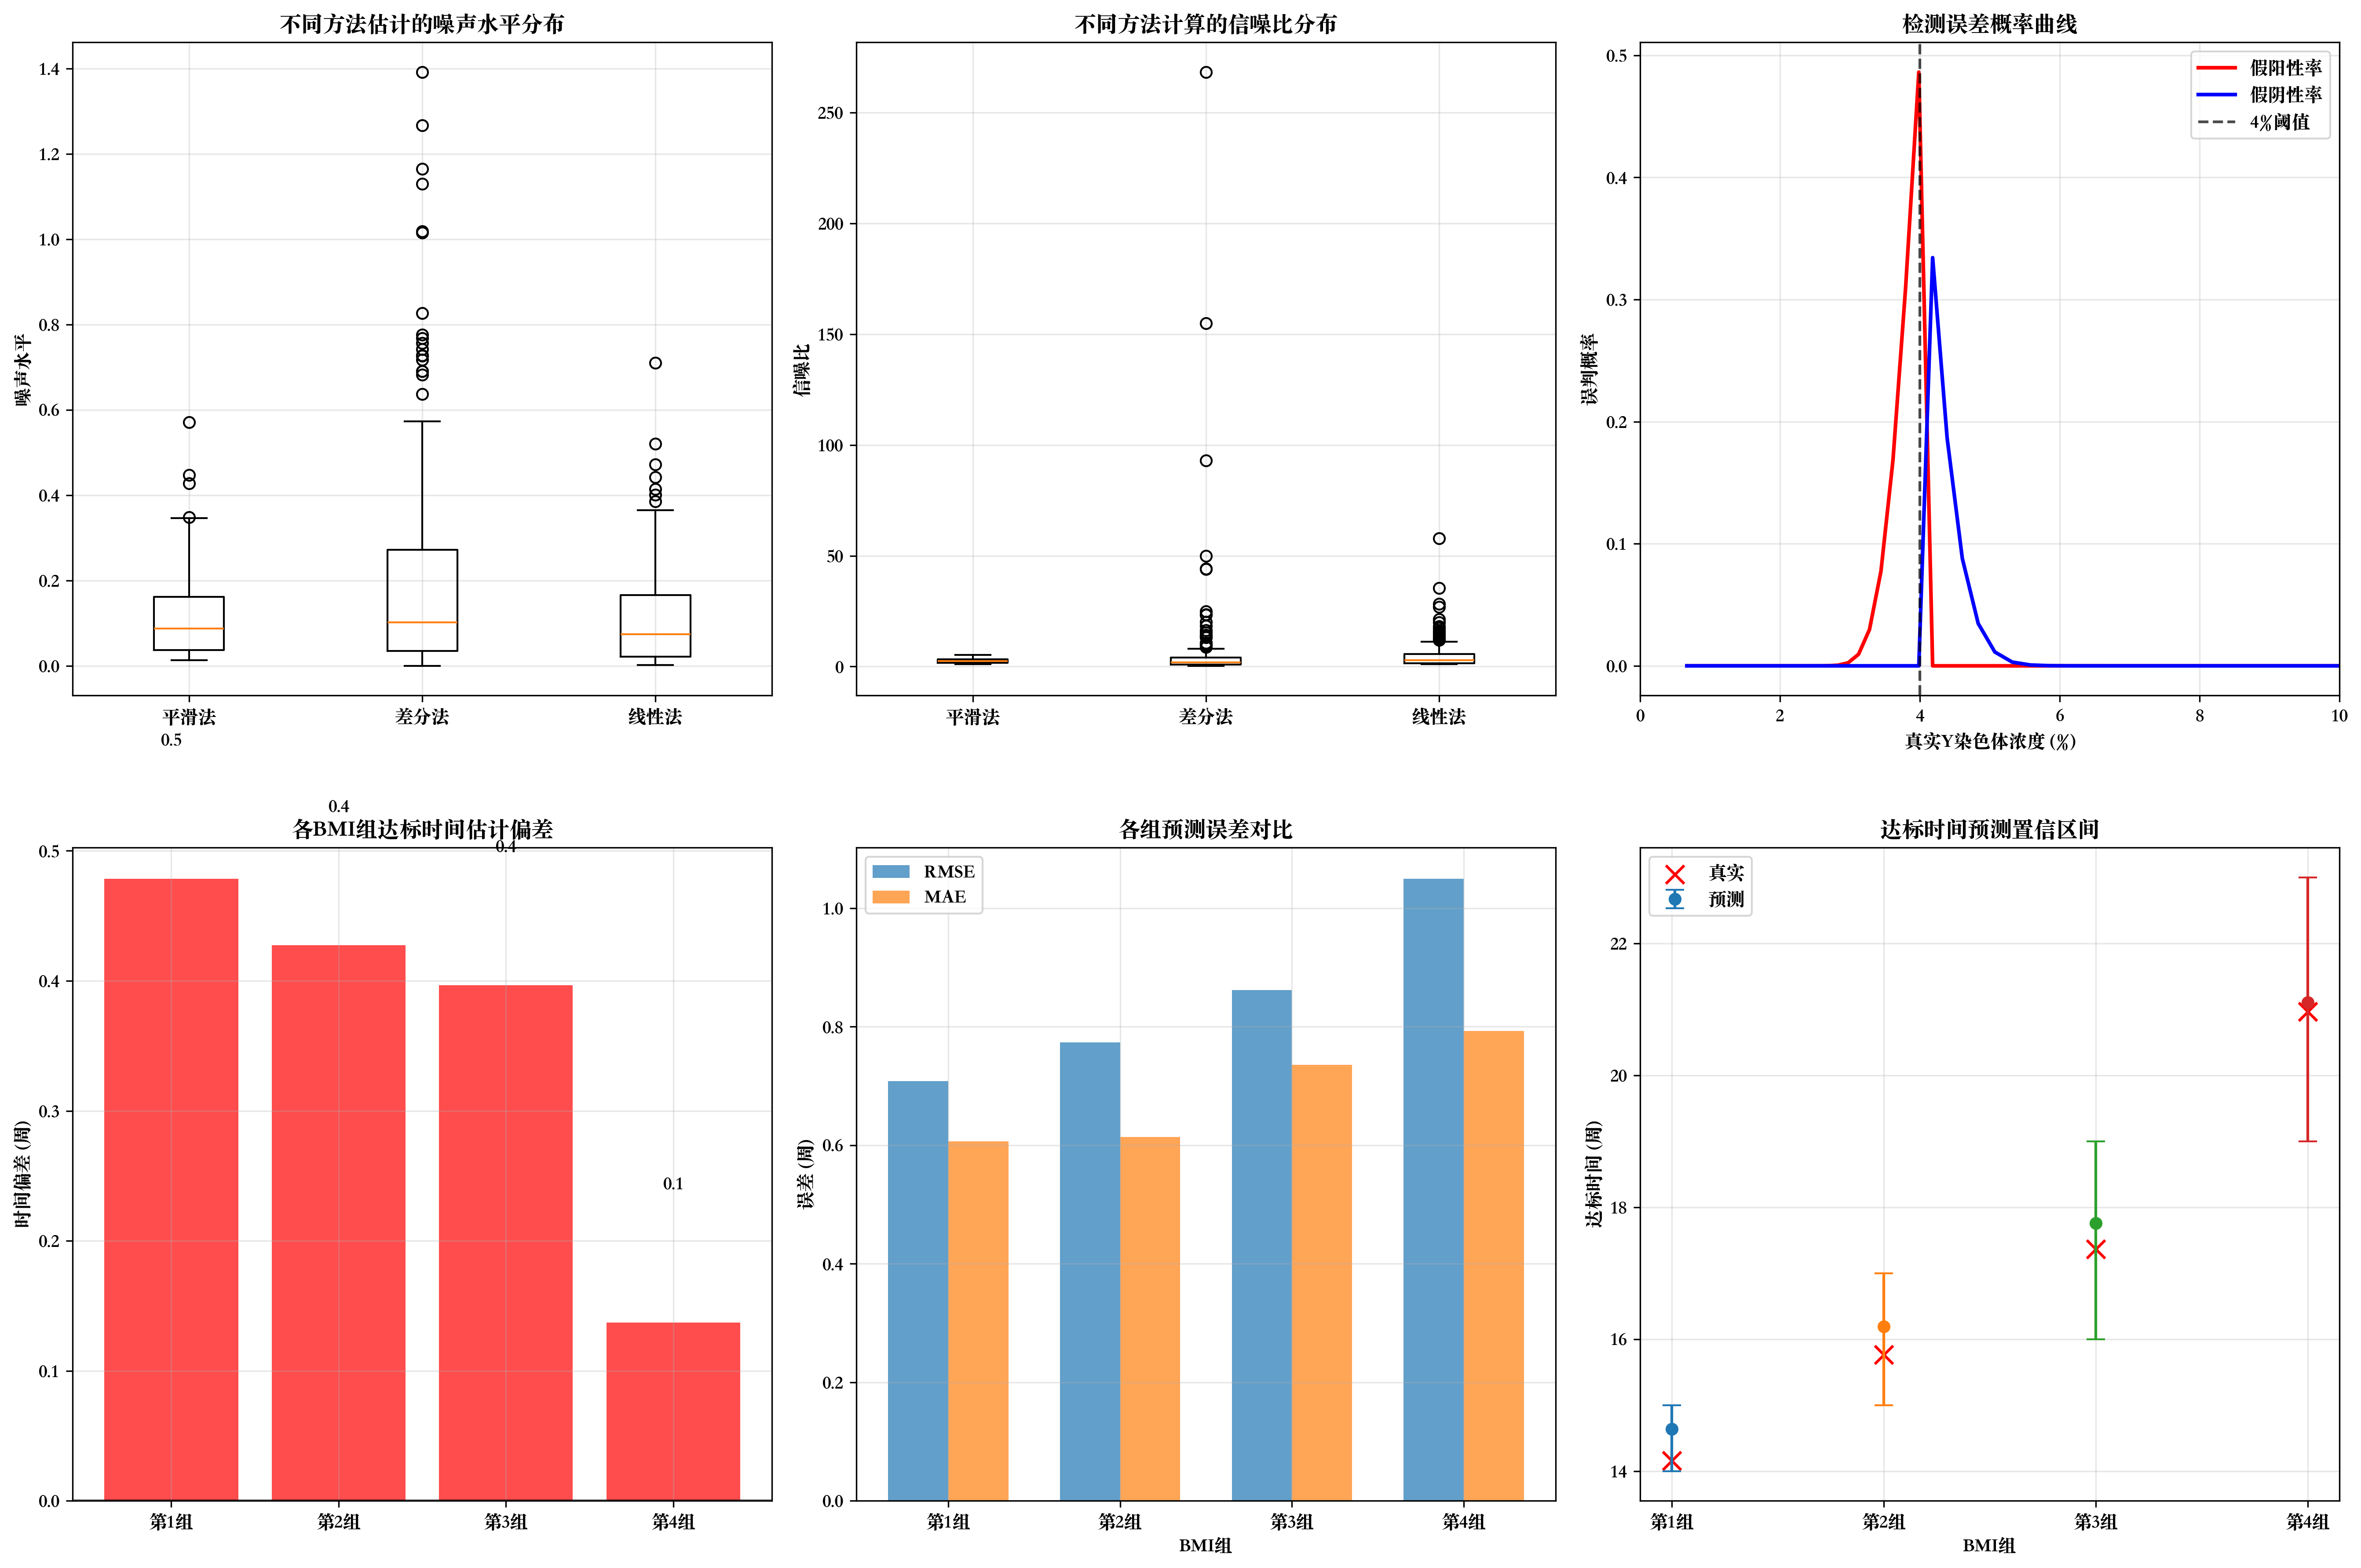 不同方法估计的噪声水平分布
噪声水平
1.4
1.2
1.0
0.8
0.6
0.4
0.2
0.0
平滑法
差分法
线性法
不同方法计算的信噪比分布
信噪比
250
200
150
100
50
0
平滑法
差分法
线性法
检测误差概率曲线
误判概率
0.5
0.4
0.3
0.2
0.1
0.0
假阳性率
假阴性率
4%阈值
0
2
4
6
8
10
真实Y染色体浓度 (%)
0.5
0.4
0.4
0.1
各BMI组达标时间估计偏差
时间偏差 (周)
0.5
0.4
0.3
0.2
0.1
0.0
第1组
第2组
第3组
第4组
各组预测误差对比
误差 (周)
1.0
0.8
0.6
0.4
0.2
0.0
RMSE
MAE
第1组
第2组
第3组
第4组
BMI组
达标时间预测置信区间
达标时间 (周)
22
20
18
16
14
真实
预测
第1组
第2组
第3组
第4组
BMI组